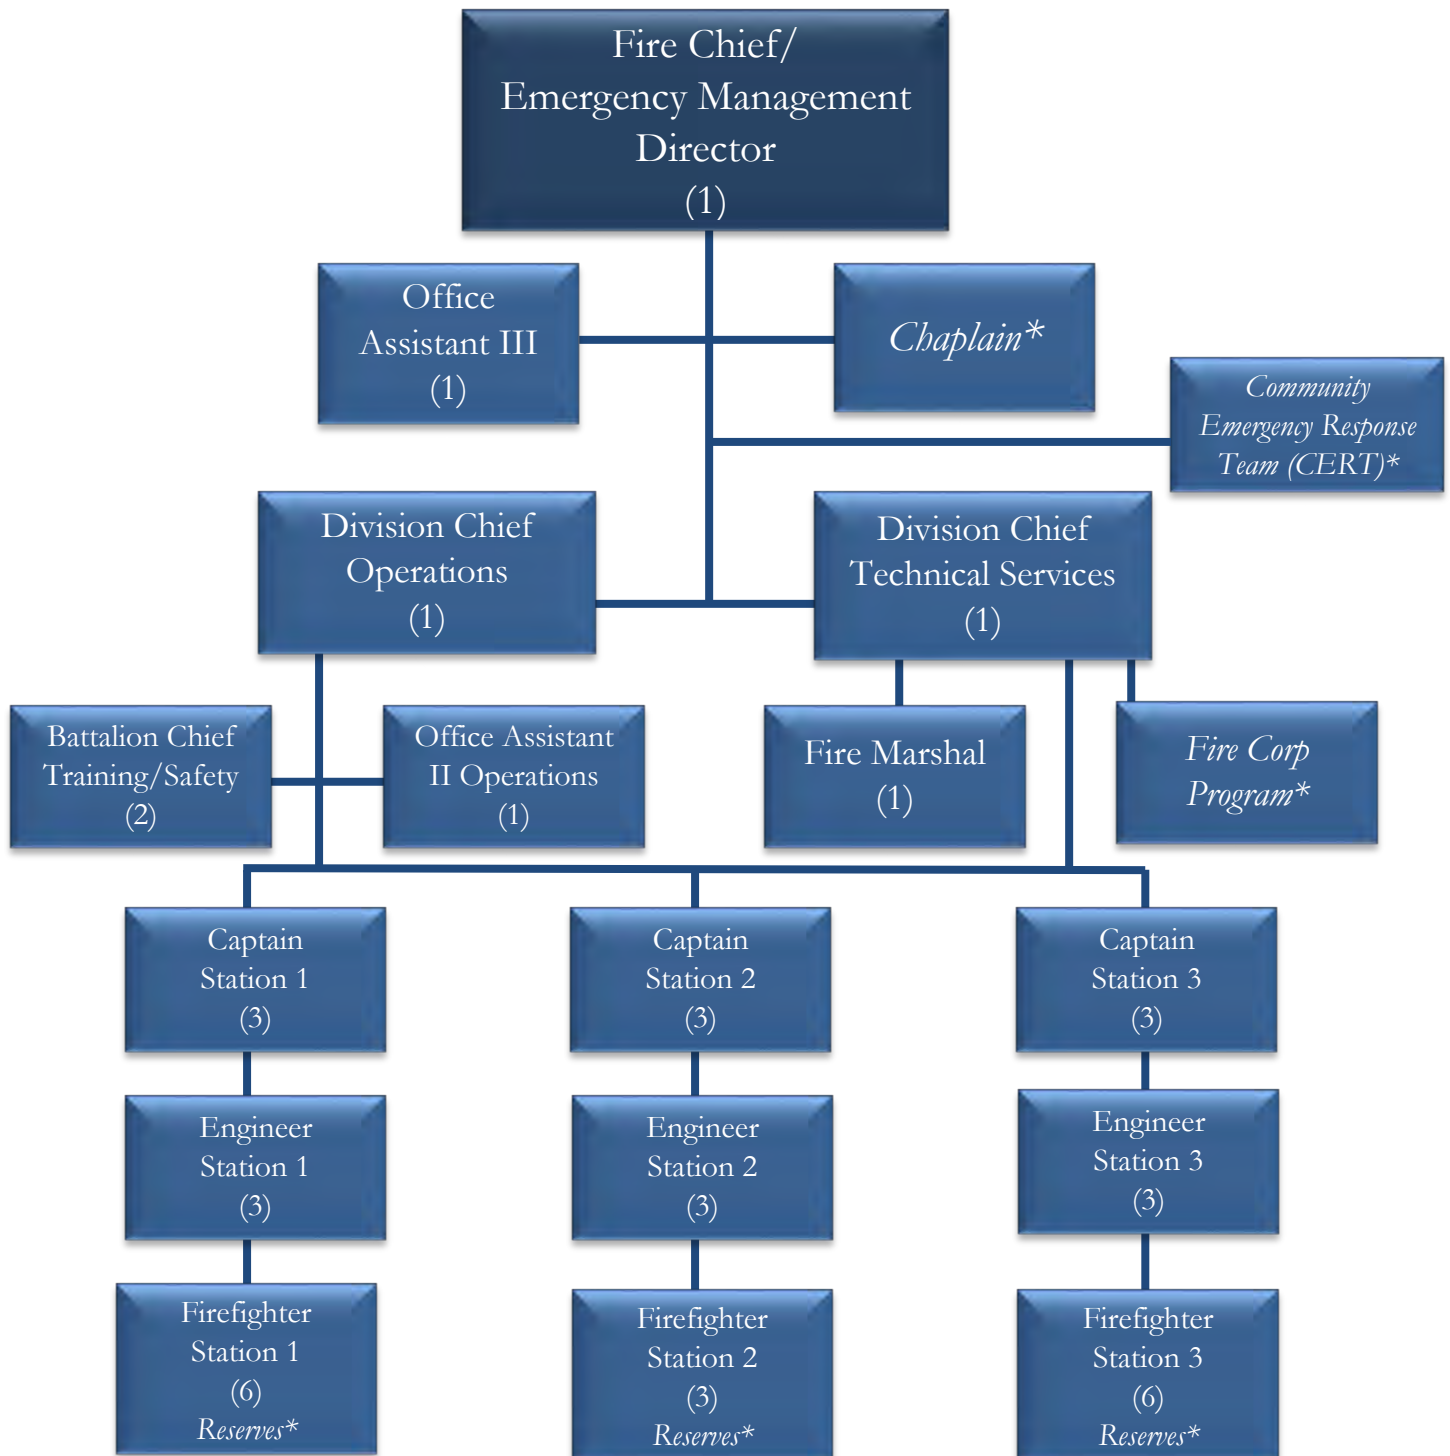 Fire Chief/
Emergency Management
Director
(1)
Office
Assistant III
(1)
Chaplain*
Community
Emergency Response
Team (CERT)*
Division Chief
Operations
(1)
Division Chief
Technical Services
(1)
Battalion Chief
Training/Safety
(2)
Office Assistant
II Operations
(1)
Fire Marshal
(1)
Fire Corp
Program*
Captain
Station 1
(3)
Captain
Station 2
(3)
Captain
Station 3
(3)
Engineer
Station 1
(3)
Engineer
Station 2
(3)
Engineer
Station 3
(3)
Firefighter
Station 1
(6)
Reserves*
Firefighter
Station 2
(3)
Reserves*
Firefighter
Station 3
(6)
Reserves*